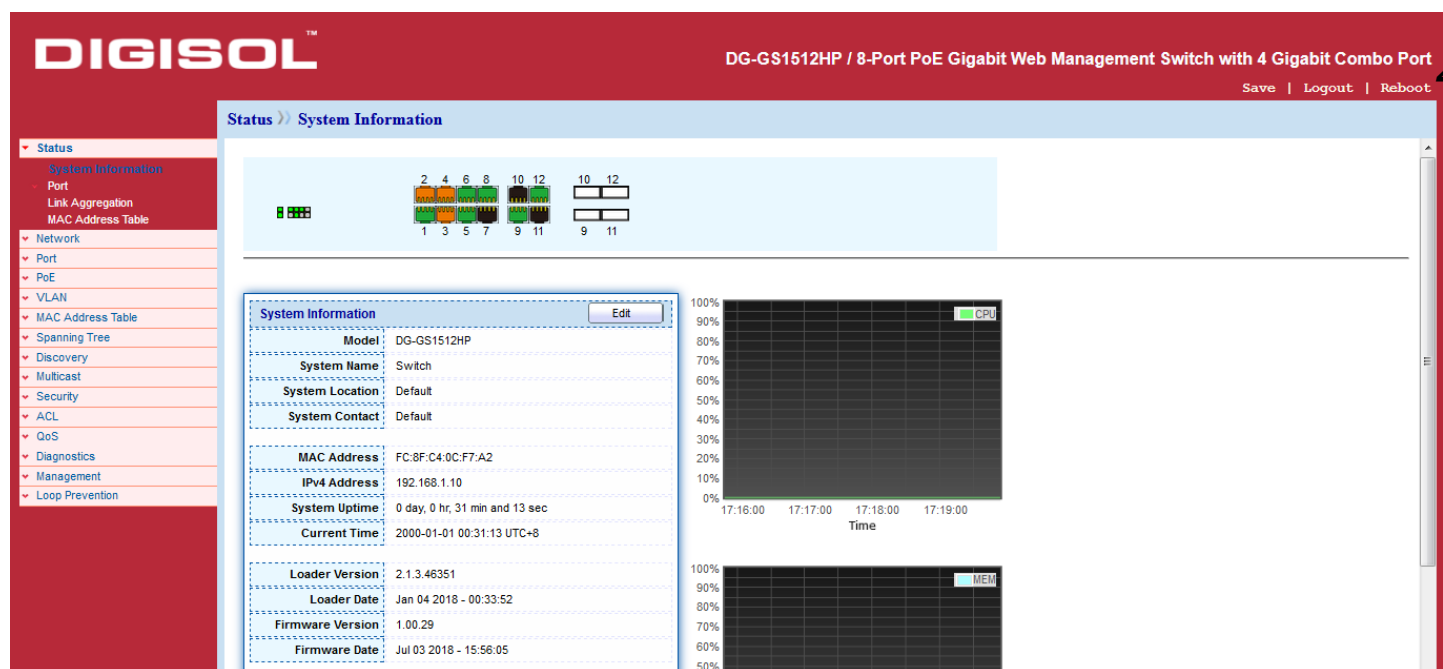 DIGISOL™
DG-GS1512HP / 8-Port PoE Gigabit Web Management Switch with 4 Gigabit Combo Port
Save | Logout | Reboot
Status » System Information
Status
System Information
Port
Link Aggregation
MAC Address Table
Network
Port
PoE
VLAN
MAC Address Table
Spanning Tree
Discovery
Multicast
Security
ACL
QoS
Diagnostics
Management
Loop Prevention
2 4 6 8 10 12 10 12
1 3 5 7 9 11 9 11
System Information Edit
Model DG-GS1512HP
System Name Switch
System Location Default
System Contact Default
MAC Address FC:8F:C4:0C:F7:A2
IPv4 Address 192.168.1.10
System Uptime 0 day, 0 hr, 31 min and 13 sec
Current Time 2000-01-01 00:31:13 UTC+8
Loader Version 2.1.3.46351
Loader Date Jan 04 2018 - 00:33:52
Firmware Version 1.00.29
Firmware Date Jul 03 2018 - 15:56:05
100%
CPU
90%
80%
70%
60%
50%
40%
30%
20%
10%
0%
17:16:00 17:17:00 17:18:00 17:19:00
Time
100%
MEM
90%
80%
70%
60%
50%